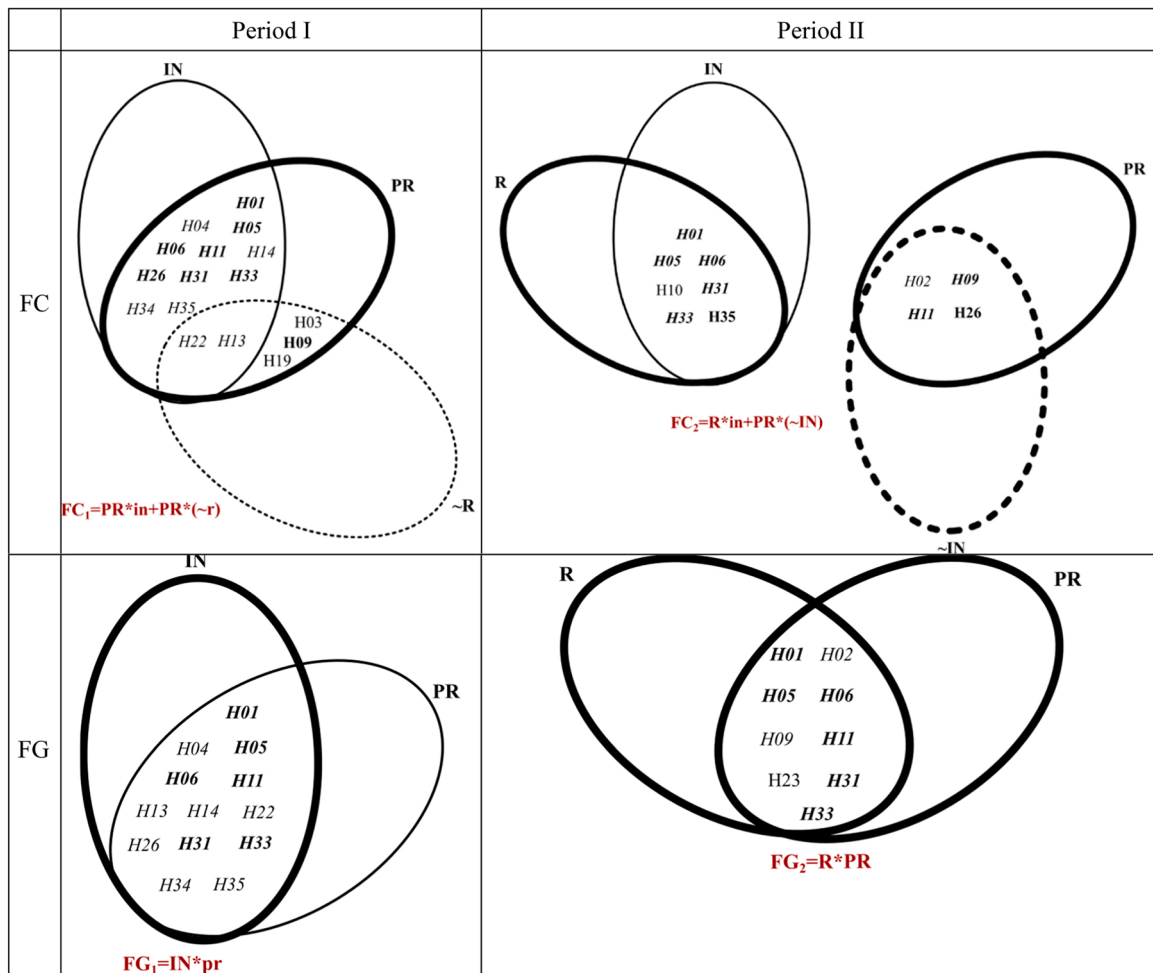 Period I
Period II
FC
IN
PR
H01
H04 H05
H06 H11 H14
H26 H31 H33
H34 H35
H22 H13
H03
H09
H19
~R
FC₁=PR*in+PR*(~r)
IN
R
H01
H05 H06
H10 H31
H33 H35
PR
H02 H09
H11 H26
~IN
FC₂=R*in+PR*(~IN)
FG
IN
PR
H01
H04 H05
H06 H11
H13 H14 H22
H26 H31 H33
H34 H35
FG₁=IN*pr
R
PR
H01 H02
H05 H06
H09 H11
H23 H31
H33
FG₂=R*PR